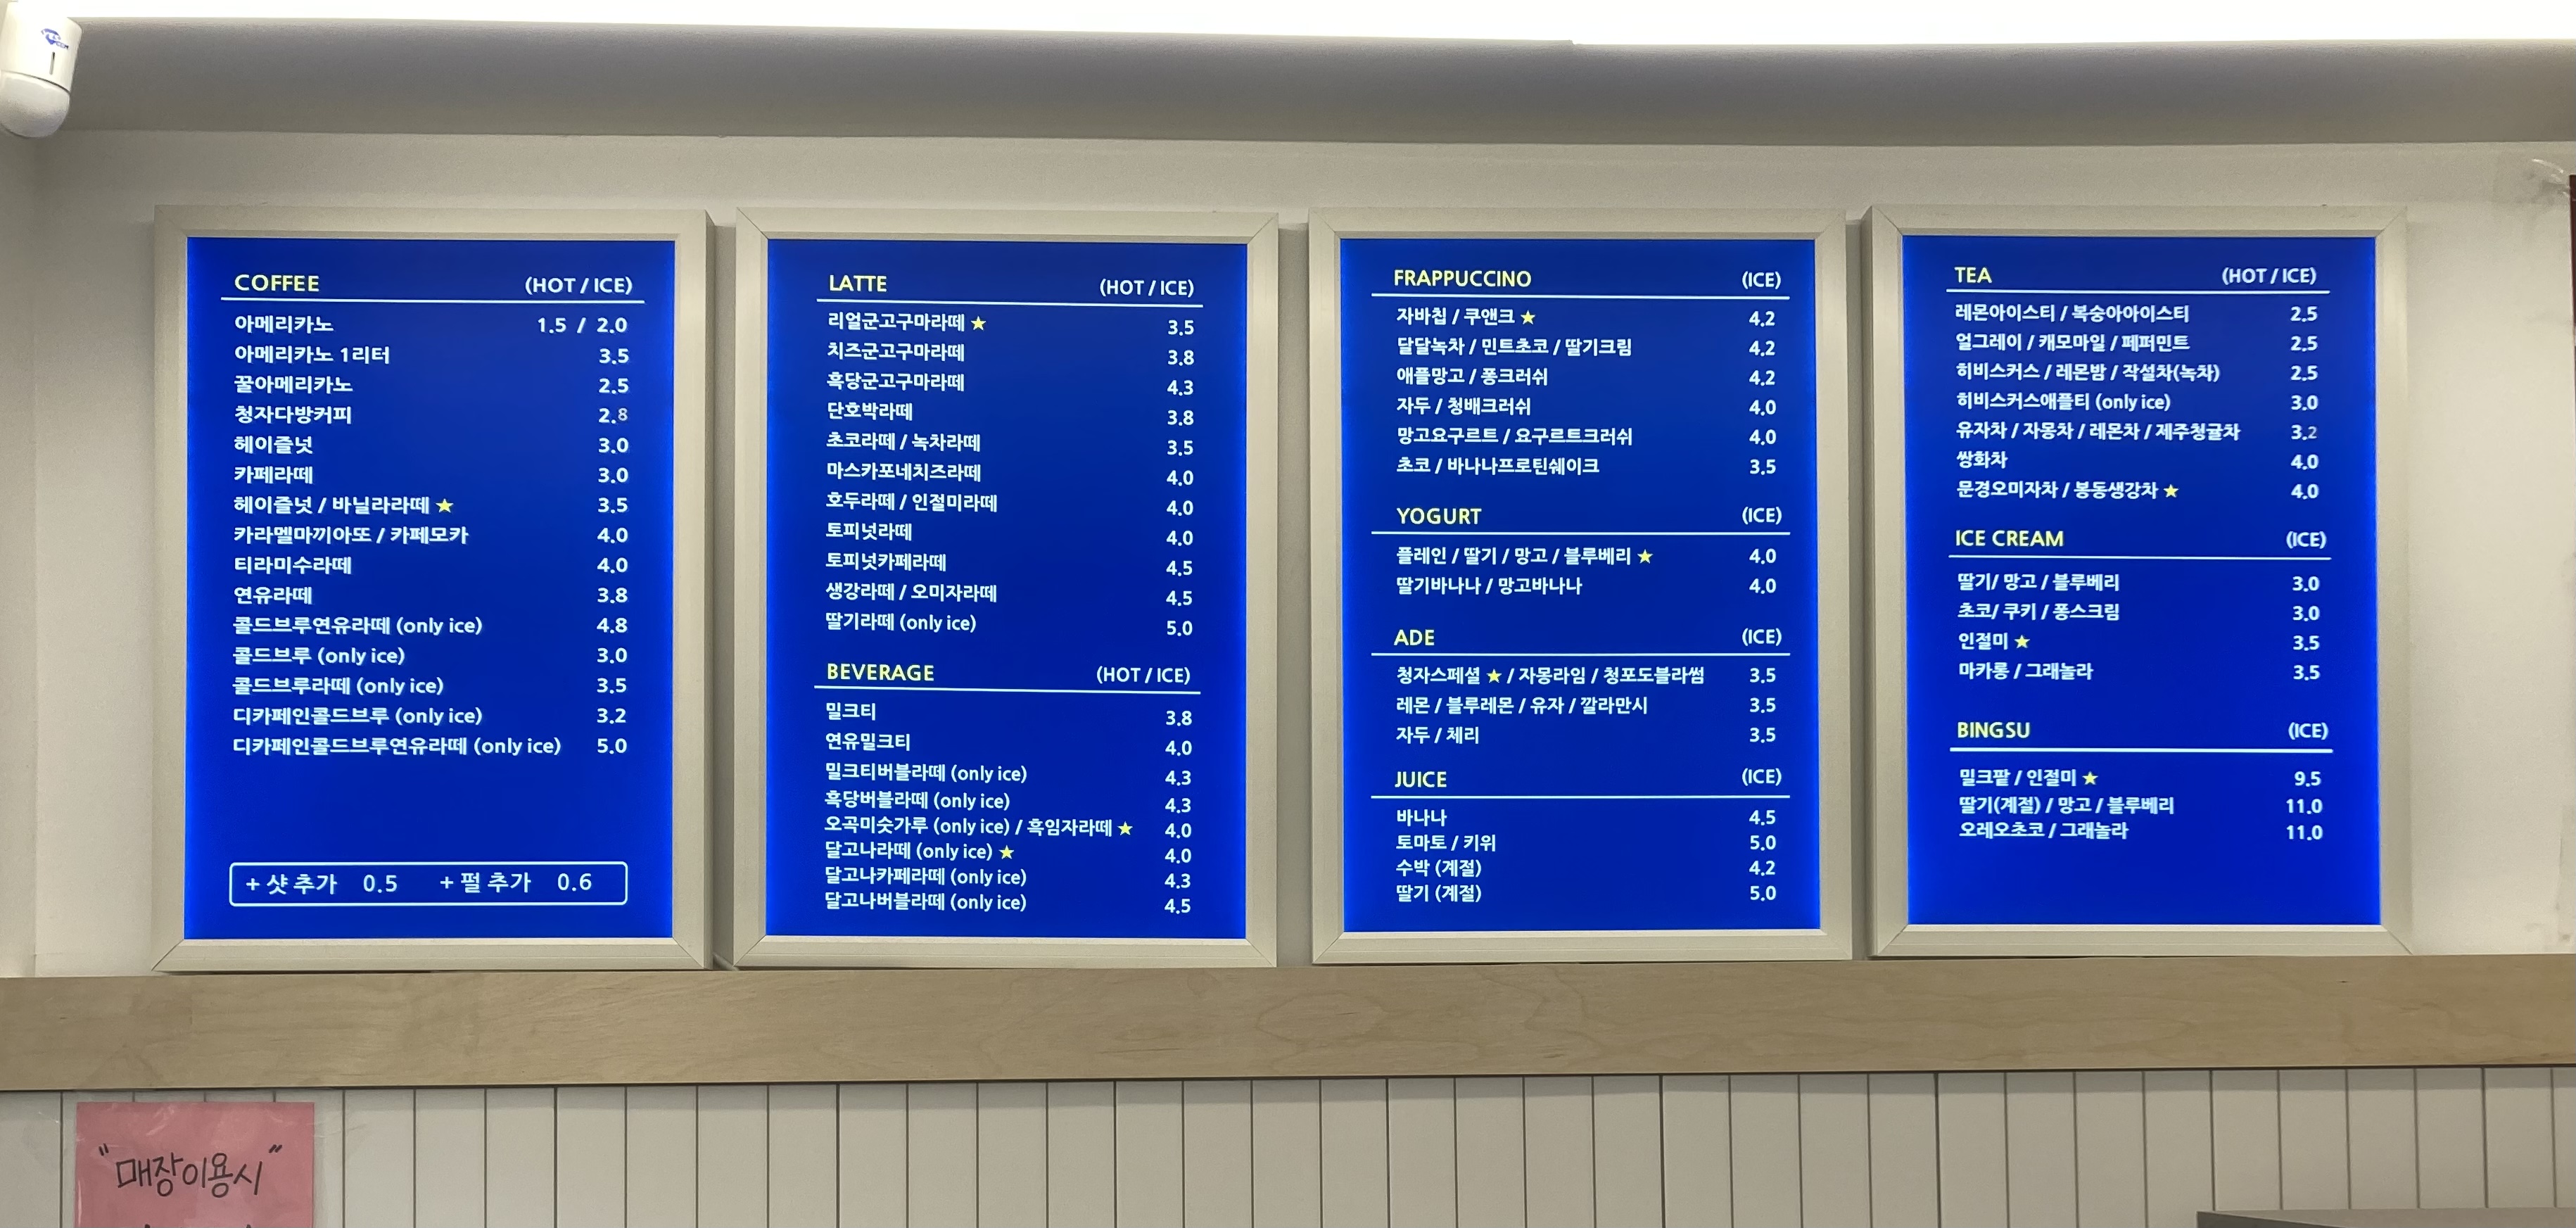 COFFEE (HOT / ICE)
아메리카노 1.5 / 2.0
아메리카노 1리터 3.5
꿀아메리카노 2.5
청자다방커피 2.8
헤이즐넛 3.0
카페라떼 3.0
헤이즐넛 / 바닐라라떼 ★ 3.5
카라멜마끼아또 / 카페모카 4.0
티라미수라떼 4.0
연유라떼 3.8
콜드브루연유라떼 (only ice) 4.8
콜드브루 (only ice) 3.0
콜드브루라떼 (only ice) 3.5
디카페인콜드브루 (only ice) 3.2
디카페인콜드브루연유라떼 (only ice) 5.0
+ 샷 추가 0.5 + 펄 추가 0.6
LATTE (HOT / ICE)
리얼군고구마라떼 ★ 3.5
치즈군고구마라떼 3.8
흑당군고구마라떼 4.3
단호박라떼 3.8
초코라떼 / 녹차라떼 3.5
마스카포네치즈라떼 4.0
호두라떼 / 인절미라떼 4.0
토피넛라떼 4.0
토피넛카페라떼 4.5
생강라떼 / 오미자라떼 4.5
딸기라떼 (only ice) 5.0
BEVERAGE (HOT / ICE)
밀크티 3.8
연유밀크티 4.0
밀크티버블라떼 (only ice) 4.3
흑당버블라떼 (only ice) 4.3
오곡미숫가루 (only ice) / 흑임자라떼 ★ 4.0
달고나라떼 (only ice) ★ 4.0
달고나카페라떼 (only ice) 4.3
달고나버블라떼 (only ice) 4.5
FRAPPUCCINO (ICE)
자바칩 / 쿠앤크 ★ 4.2
달달녹차 / 민트초코 / 딸기크림 4.2
애플망고 / 퐁크러쉬 4.2
자두 / 청배크러쉬 4.0
망고요구르트 / 요구르트크러쉬 4.0
초코 / 바나나프로틴쉐이크 3.5
YOGURT (ICE)
플레인 / 딸기 / 망고 / 블루베리 ★ 4.0
딸기바나나 / 망고바나나 4.0
ADE (ICE)
청자스페셜 ★ / 자몽라임 / 청포도블라썸 3.5
레몬 / 블루레몬 / 유자 / 깔라만시 3.5
자두 / 체리 3.5
JUICE (ICE)
바나나 4.5
토마토 / 키위 5.0
수박 (계절) 4.2
딸기 (계절) 5.0
TEA (HOT / ICE)
레몬아이스티 / 복숭아아이스티 2.5
얼그레이 / 캐모마일 / 페퍼민트 2.5
히비스커스 / 레몬밤 / 작설차(녹차) 2.5
히비스커스애플티 (only ice) 3.0
유자차 / 자몽차 / 레몬차 / 제주청귤차 3.2
쌍화차 4.0
문경오미자차 / 봉동생강차 ★ 4.0
ICE CREAM (ICE)
딸기/ 망고 / 블루베리 3.0
초코/ 쿠키 / 퐁스크림 3.0
인절미 ★ 3.5
마카롱 / 그래놀라 3.5
BINGSU (ICE)
밀크팥 / 인절미 ★ 9.5
딸기(계절) / 망고 / 블루베리 11.0
오레오초코 / 그래놀라 11.0
"매장이용시"